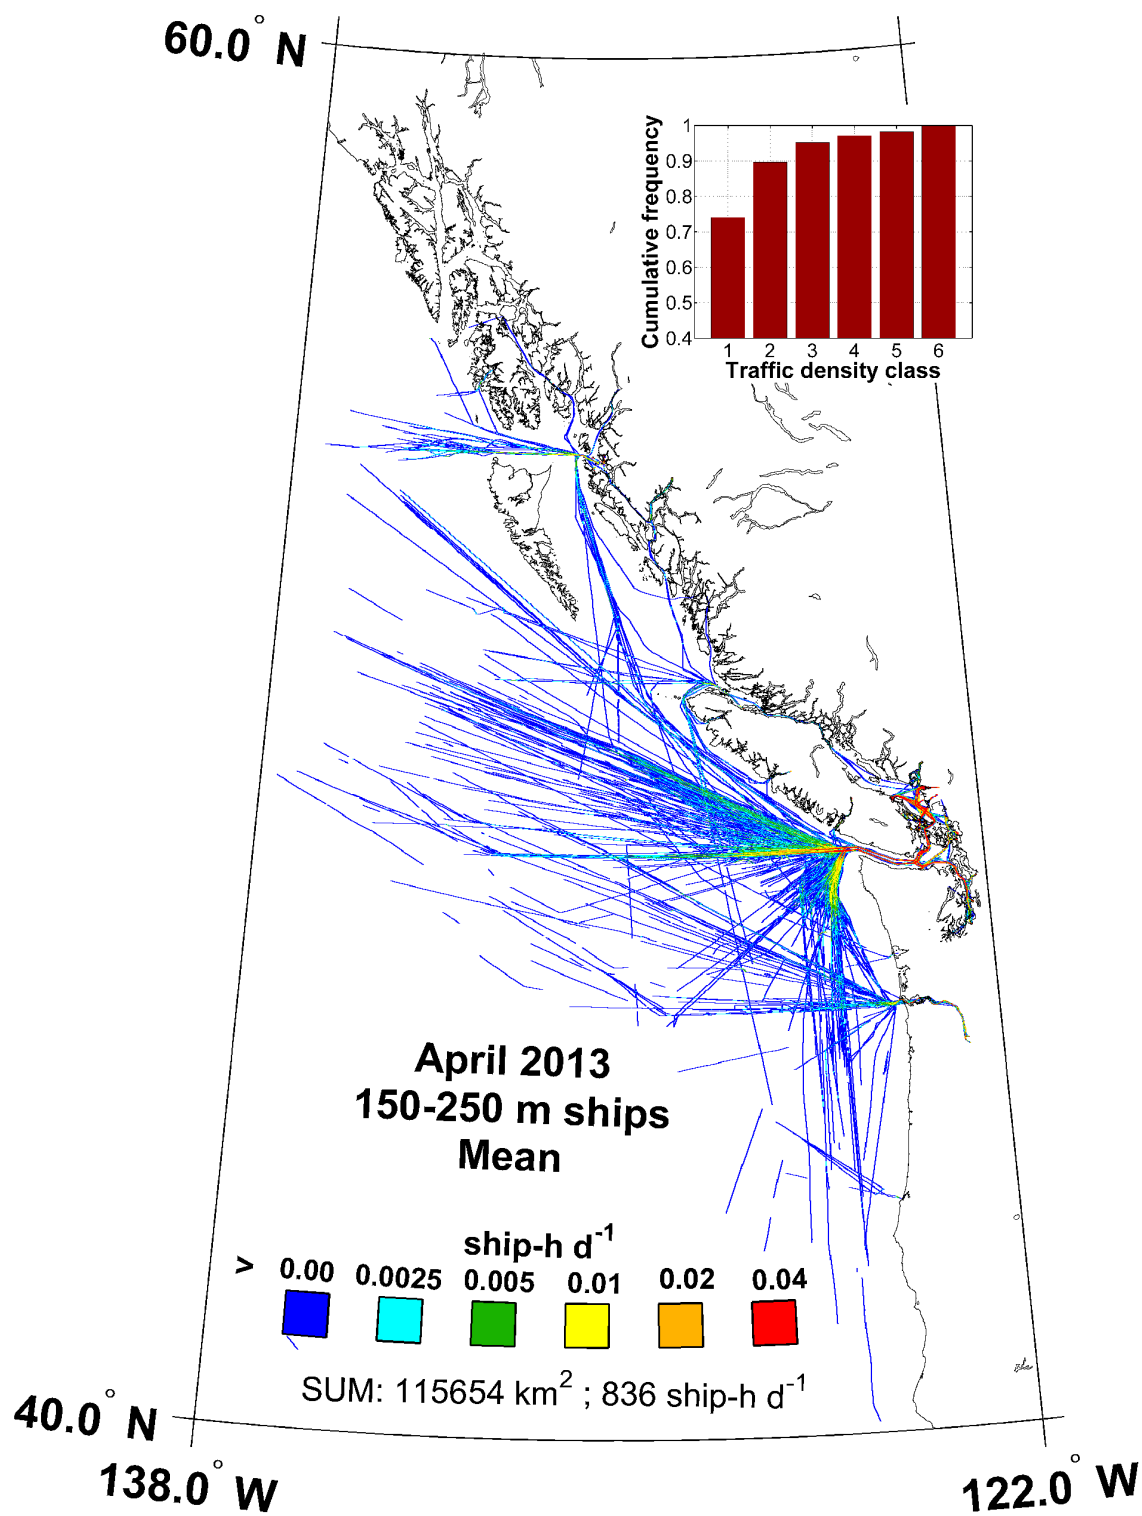 60.0° N
Cumulative frequency
1
0.9
0.8
0.7
0.6
0.5
0.4
1 2 3 4 5 6
Traffic density class
April 2013
150-250 m ships
Mean
ship-h d⁻¹
> 0.00 0.0025 0.005 0.01 0.02 0.04
SUM: 115654 km² ; 836 ship-h d⁻¹
40.0° N
138.0° W
122.0° W